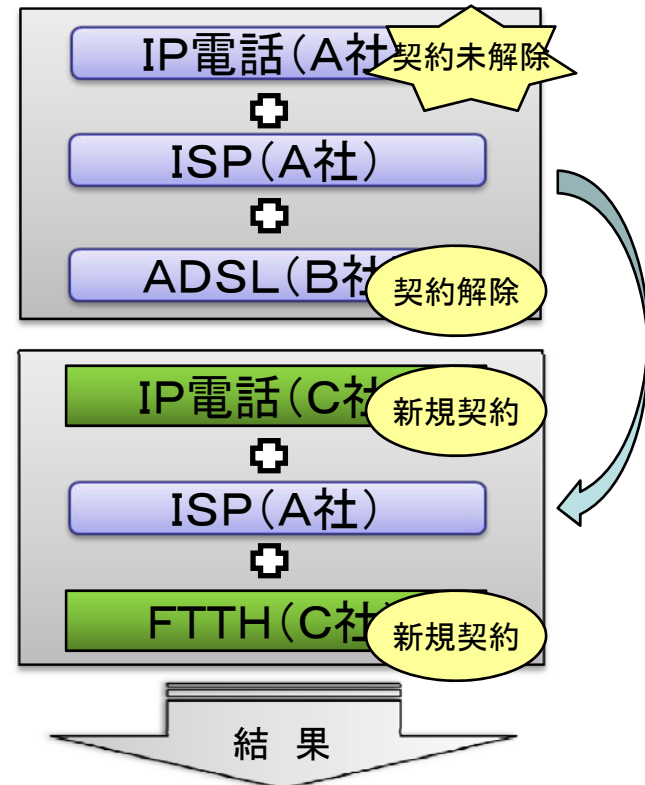 IP電話(A社
契約未解除
ISP(A社)
ADSL(B社
契約解除
IP電話(C社
新規契約
ISP(A社)
FTTH(C社)
新規契約
結 果